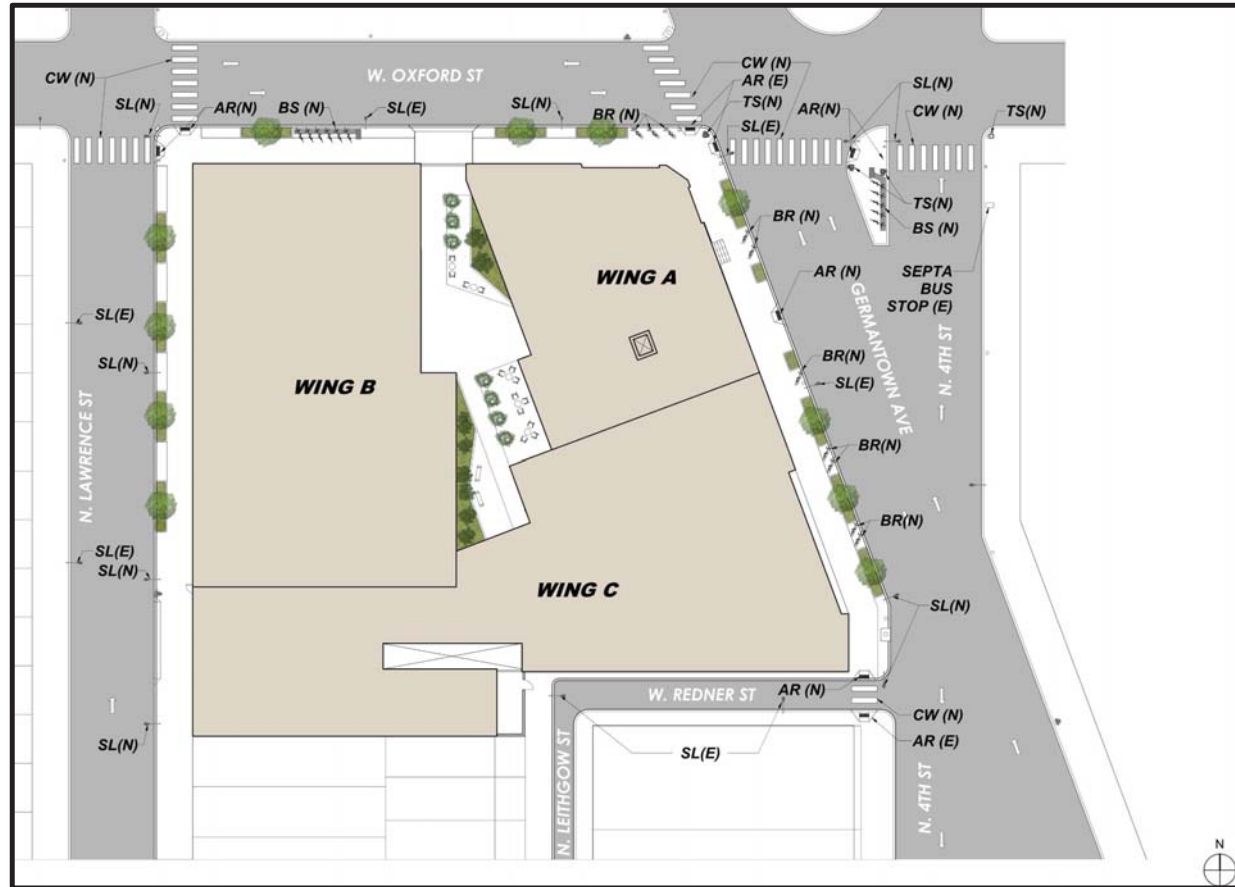 W. OXFORD ST
CW (N)
SL(N)
AR(N)
BS (N)
SL(E)
SL(N)
BR (N)
CW (N)
AR (E)
TS(N)
SL(E)
AR(N)
SL(N)
CW (N)
TS(N)
TS(N)
BS (N)
SEPTA
BUS
STOP (E)
BR (N)
AR (N)
GERMANTOWN AVE
N. 4TH ST
WING A
WING B
SL(E)
SL(N)
N. LAWRENCE ST
BR(N)
SL(E)
BR(N)
BR(N)
SL(E)
SL(N)
WING C
SL(N)
W. REDNER ST
AR (N)
CW (N)
AR (E)
SL(N)
SL(E)
N. LEITHGOW ST
N. 4TH ST
N